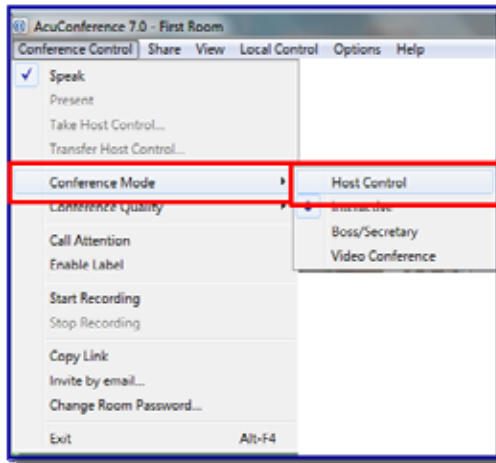 AcuConference 7.0 - First Room
Conference Control Share View Local Control Options Help
Speak
Present
Take Host Control...
Transfer Host Control...
Conference Mode
Conference Quality
Call Attention
Enable Label
Start Recording
Stop Recording
Copy Link
Invite by email...
Change Room Password...
Exit Alt+F4
Host Control
Interactive
Boss/Secretary
Video Conference